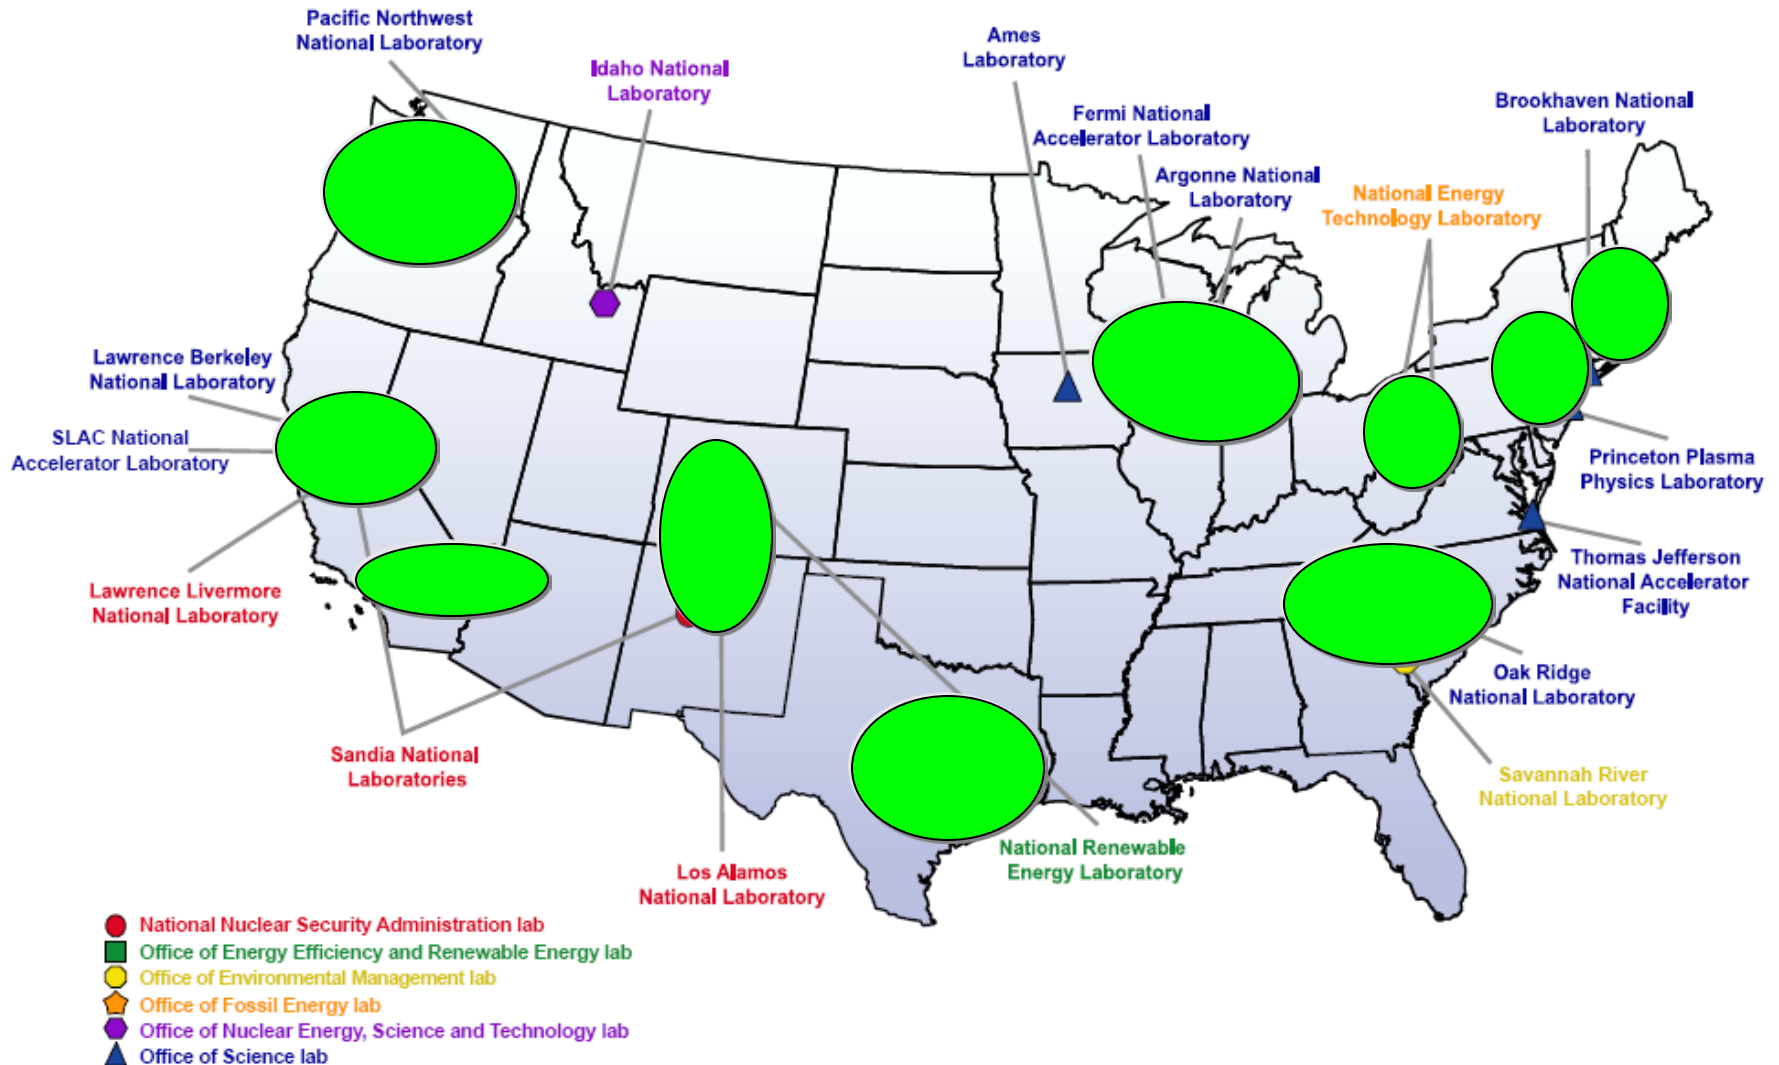 Pacific Northwest
National Laboratory
Idaho National
Laboratory
Ames
Laboratory
Fermi National
Accelerator Laboratory
Argonne National
Laboratory
Brookhaven National
Laboratory
National Energy
Technology Laboratory
Lawrence Berkeley
National Laboratory
SLAC National
Accelerator Laboratory
Lawrence Livermore
National Laboratory
Sandia National
Laboratories
Los Alamos
National Laboratory
National Renewable
Energy Laboratory
Princeton Plasma
Physics Laboratory
Thomas Jefferson
National Accelerator
Facility
Oak Ridge
National Laboratory
Savannah River
National Laboratory
National Nuclear Security Administration lab
Office of Energy Efficiency and Renewable Energy lab
Office of Environmental Management lab
Office of Fossil Energy lab
Office of Nuclear Energy, Science and Technology lab
Office of Science lab